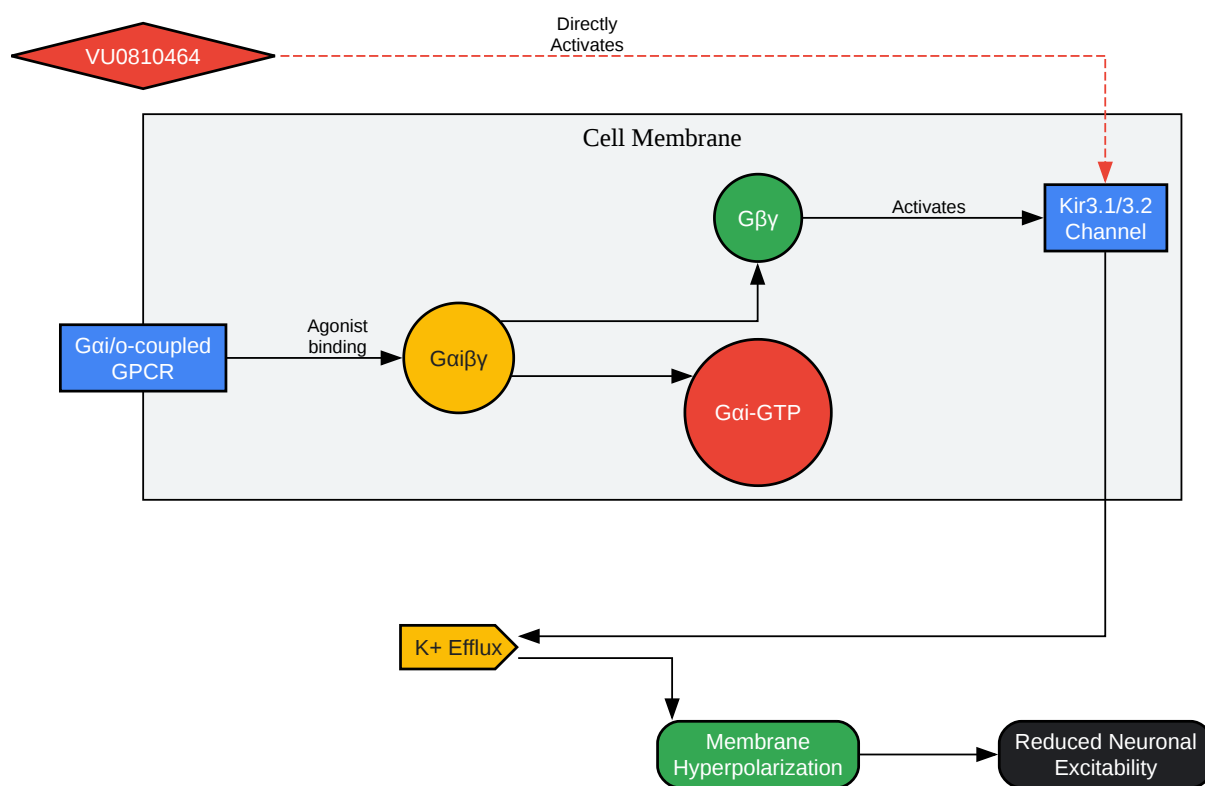 Directly
Activates
VU0810464
Cell Membrane
Gβγ
Activates
Kir3.1/3.2
Channel
Gαi/o-coupled
GPCR
Agonist
binding
Gαiβγ
Gαi-GTP
K+ Efflux
Membrane
Hyperpolarization
Reduced Neuronal
Excitability